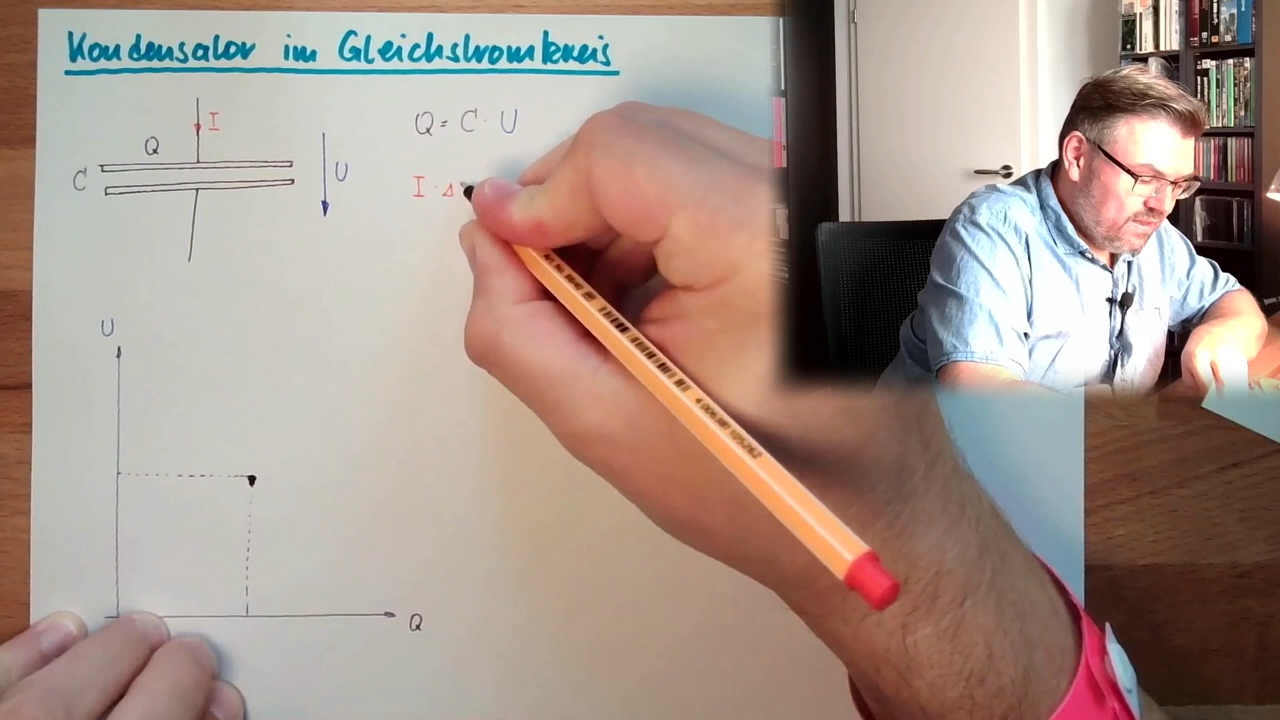 Kondensator im Gleichstromkreis
I
Q
C
U
Q = C · U
I · Δ
U
Q